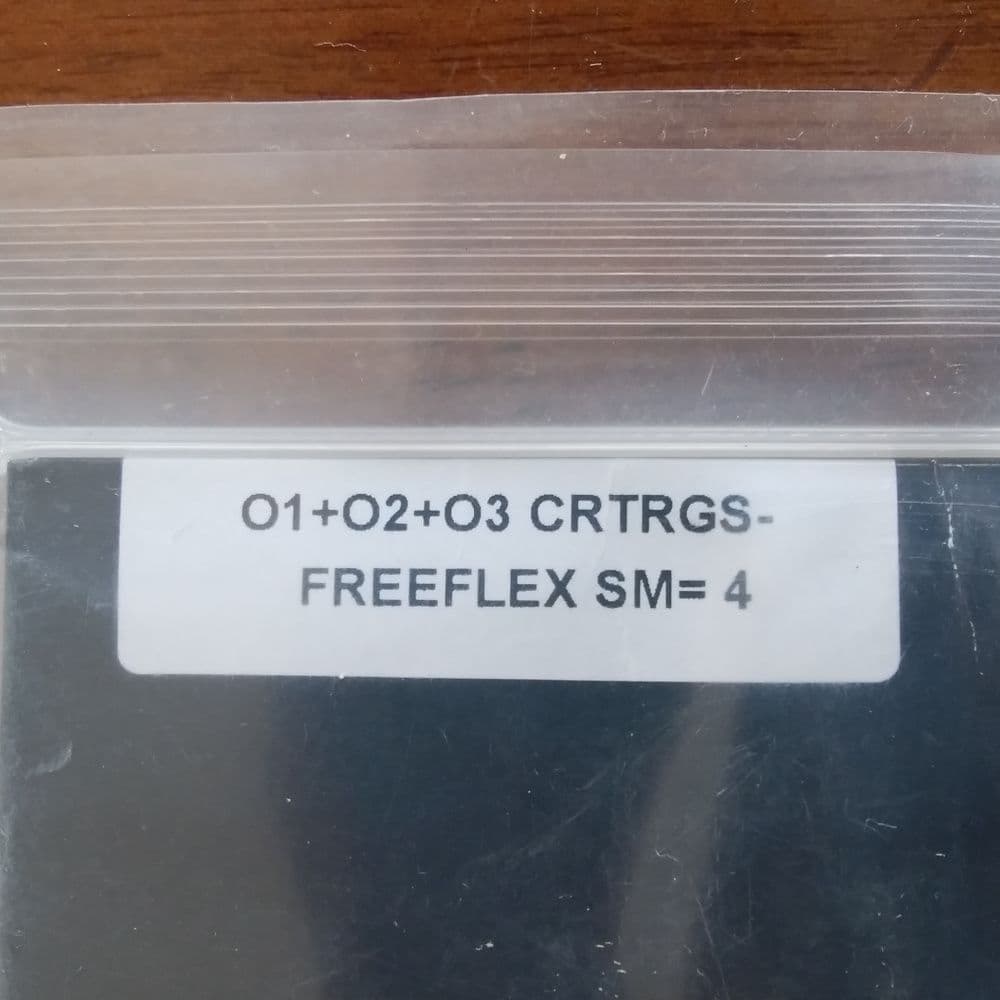 O1+O2+O3 CRTRGS-
FREEFLEX SM= 4